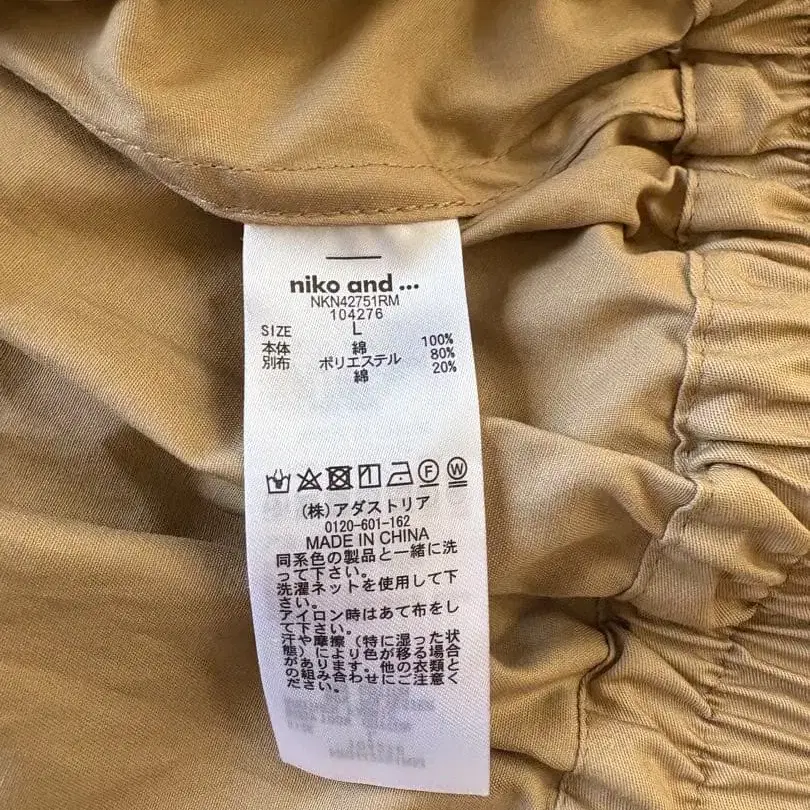 niko and ...
NKN42751RM
104276
SIZE L
本体 綿 100%
別布 ポリエステル 80%
綿 20%
F W
(株)アダストリア
0120-601-162
MADE IN CHINA
同系色の製品と一緒に洗
って下さい。
洗濯ネットを使用して下
さい。
アイロン時はあて布をし
て下さい。
汗や摩擦(特に湿った状
態)により色が移る場合
があります。他の衣類と
の組み合わせにご注意く
ださい。